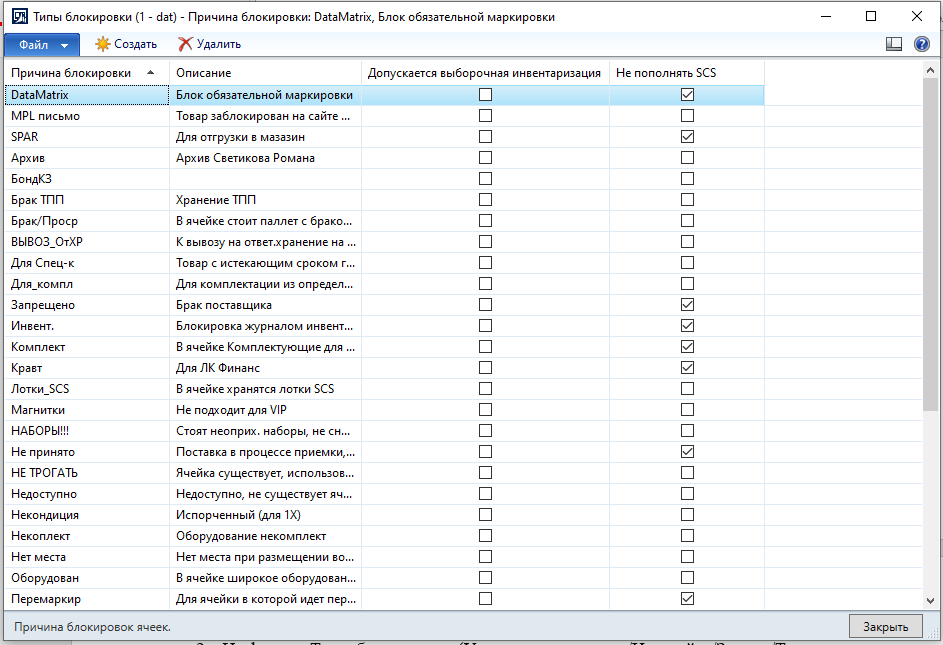 Типы блокировки (1 - dat) - Причина блокировки: DataMatrix, Блок обязательной маркировки
Файл Создать Удалить
Причина блокировки Описание Допускается выборочная инвентаризация Не пополнять SCS
DataMatrix Блок обязательной маркировки
MPL письмо Товар заблокирован на сайте ...
SPAR Для отгрузки в мазазин
Архив Архив Светикова Романа
БондК3
Брак ТПП Хранение ТПП
Брак/Проср В ячейке стоит паллет с брако...
ВЫВОЗ_ОтХР К вывозу на ответ.хранение на ...
Для Спец-к Товар с истекающим сроком г...
Для_компл Для комплектации из определ...
Запрещено Брак поставщика
Инвент. Блокировка журналом инвент...
Комплект В ячейке Комплектующие для ...
Кравт Для ЛК Финанс
Лотки_SCS В ячейке хранятся лотки SCS
Магнитки Не подходит для VIP
НАБОРЫ!!! Стоят неоприх. наборы, не сн...
Не принято Поставка в процессе приемки,...
НЕ ТРОГАТЬ Ячейка существует, использов...
Недоступно Недоступно, не существует яч...
Некондиция Испорченный (для 1X)
Некоплект Оборудование некомплект
Нет места Нет места при размещении во...
Оборудован В ячейке широкое оборудован...
Перемаркир Для ячейки в которой идет пер...
Причина блокировок ячеек.
Закрыть